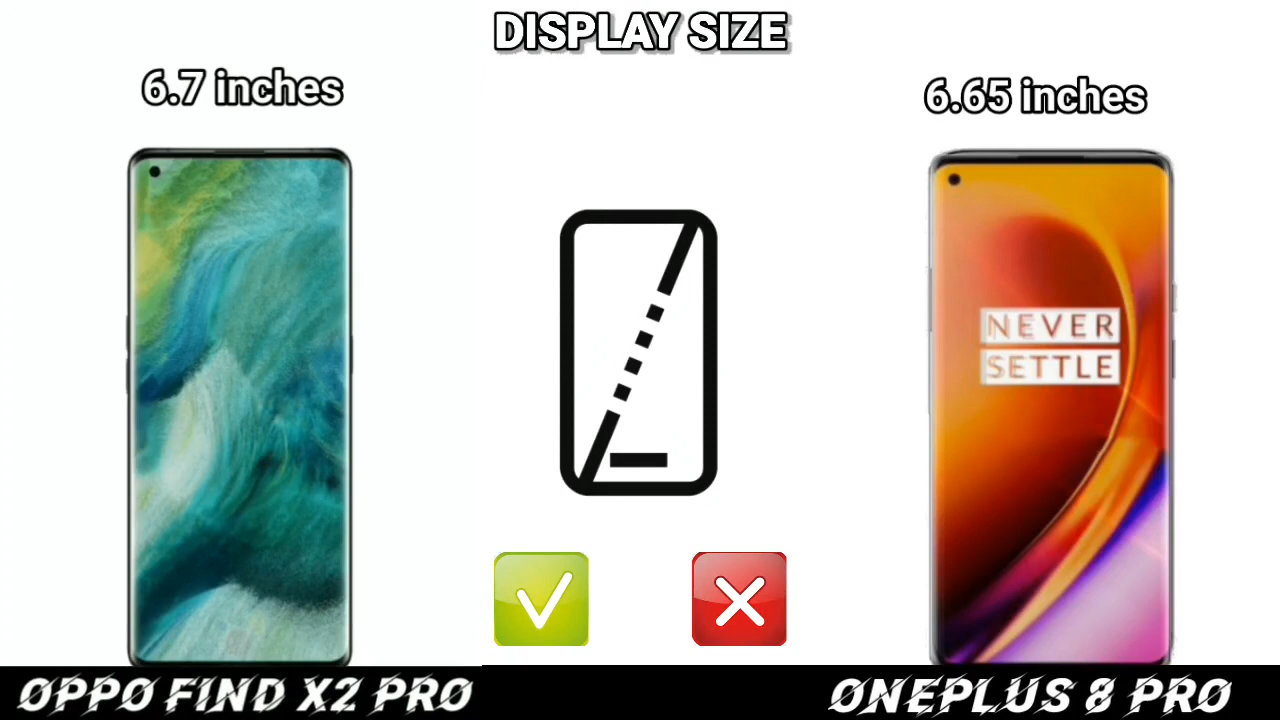 DISPLAY SIZE
6.7 inches
6.65 inches
NEVER
SETTLE
OPPO FIND X2 PRO
ONEPLUS 8 PRO